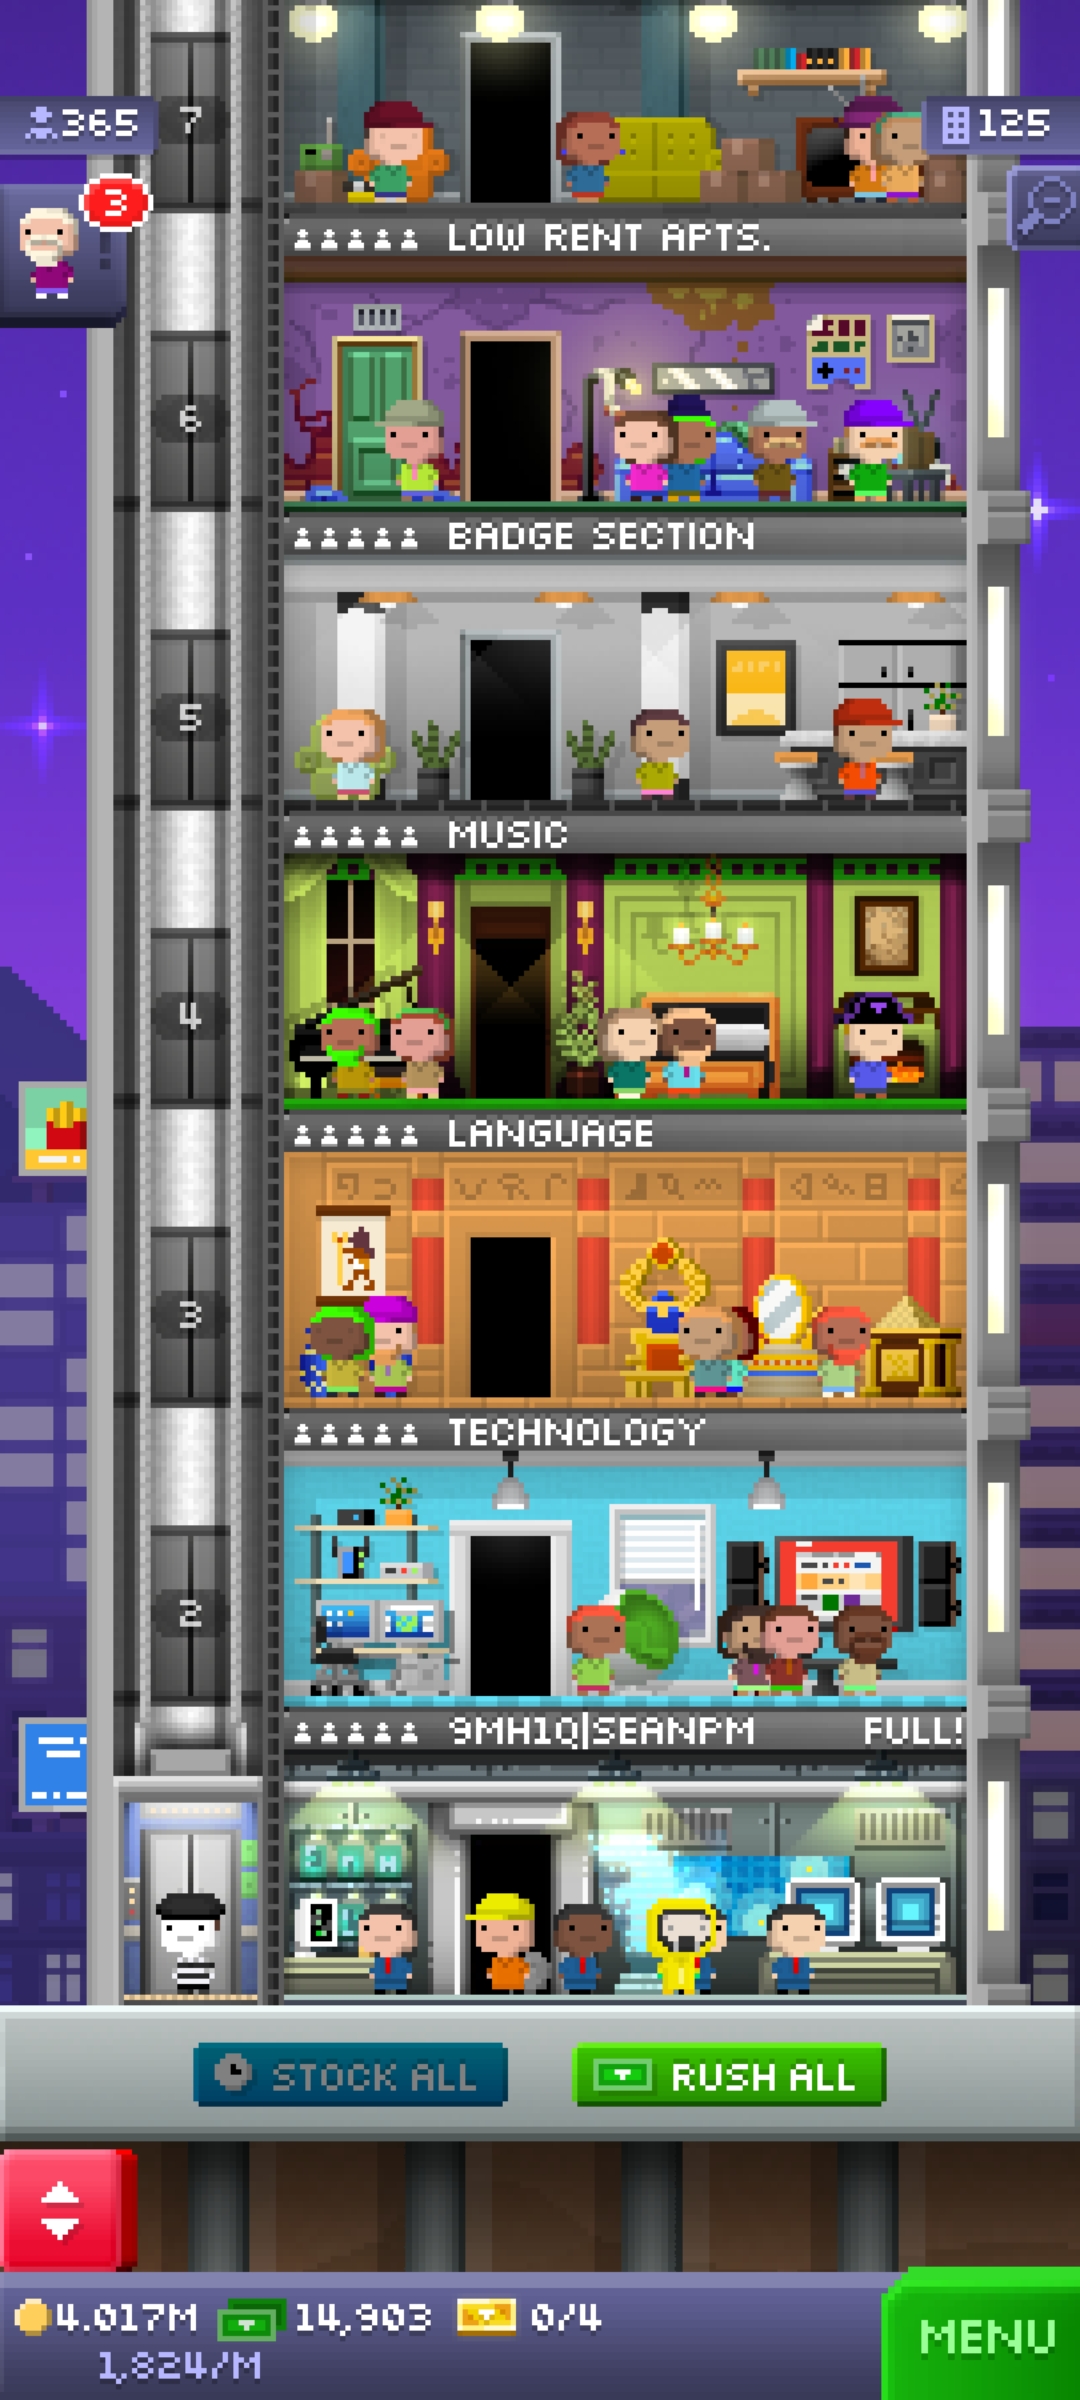 7
365
125
3
LOW RENT APTS.
6
BADGE SECTION
5
MUSIC
4
LANGUAGE
3
TECHNOLOGY
2
9MH1Q|SEANPM FULL!
STOCK ALL
RUSH ALL
4.017M 14,903 0/4
1,824/M
MENU